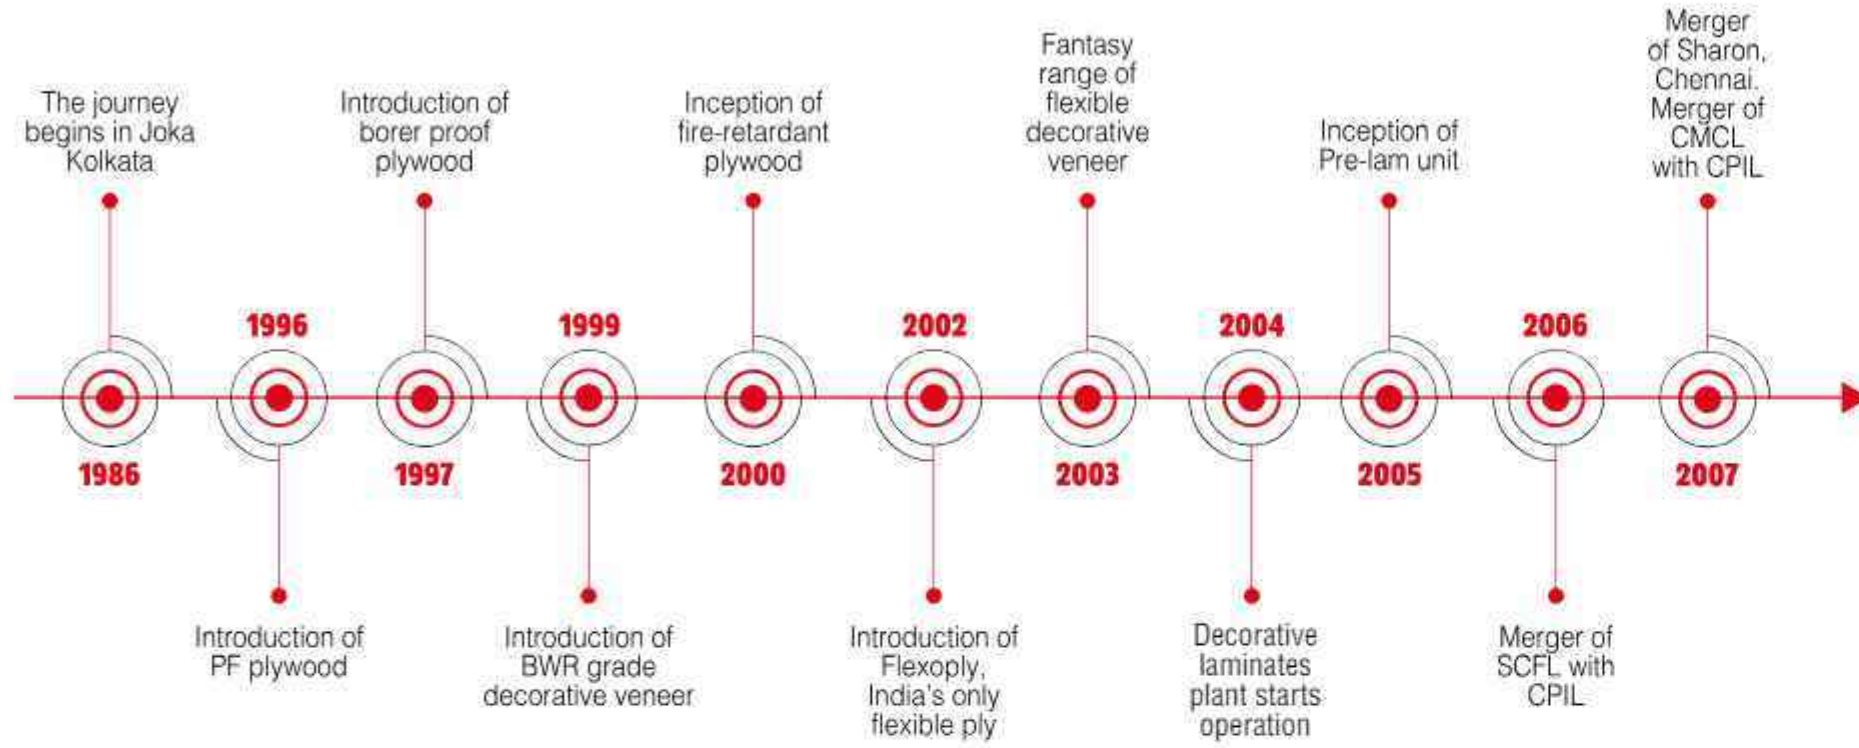 The journey
begins in Joka
Kolkata
1986
1996
Introduction of
PF plywood
Introduction of
borer proof
plywood
1997
1999
Introduction of
BWR grade
decorative veneer
Inception of
fire-retardant
plywood
2000
2002
Introduction of
Flexoply,
India's only
flexible ply
Fantasy
range of
flexible
decorative
veneer
2003
2004
Decorative
laminates
plant starts
operation
Inception of
Pre-lam unit
2005
2006
Merger of
SCFL with
CPIL
Merger
of Sharon,
Chennai.
Merger of
CMCL
with CPIL
2007